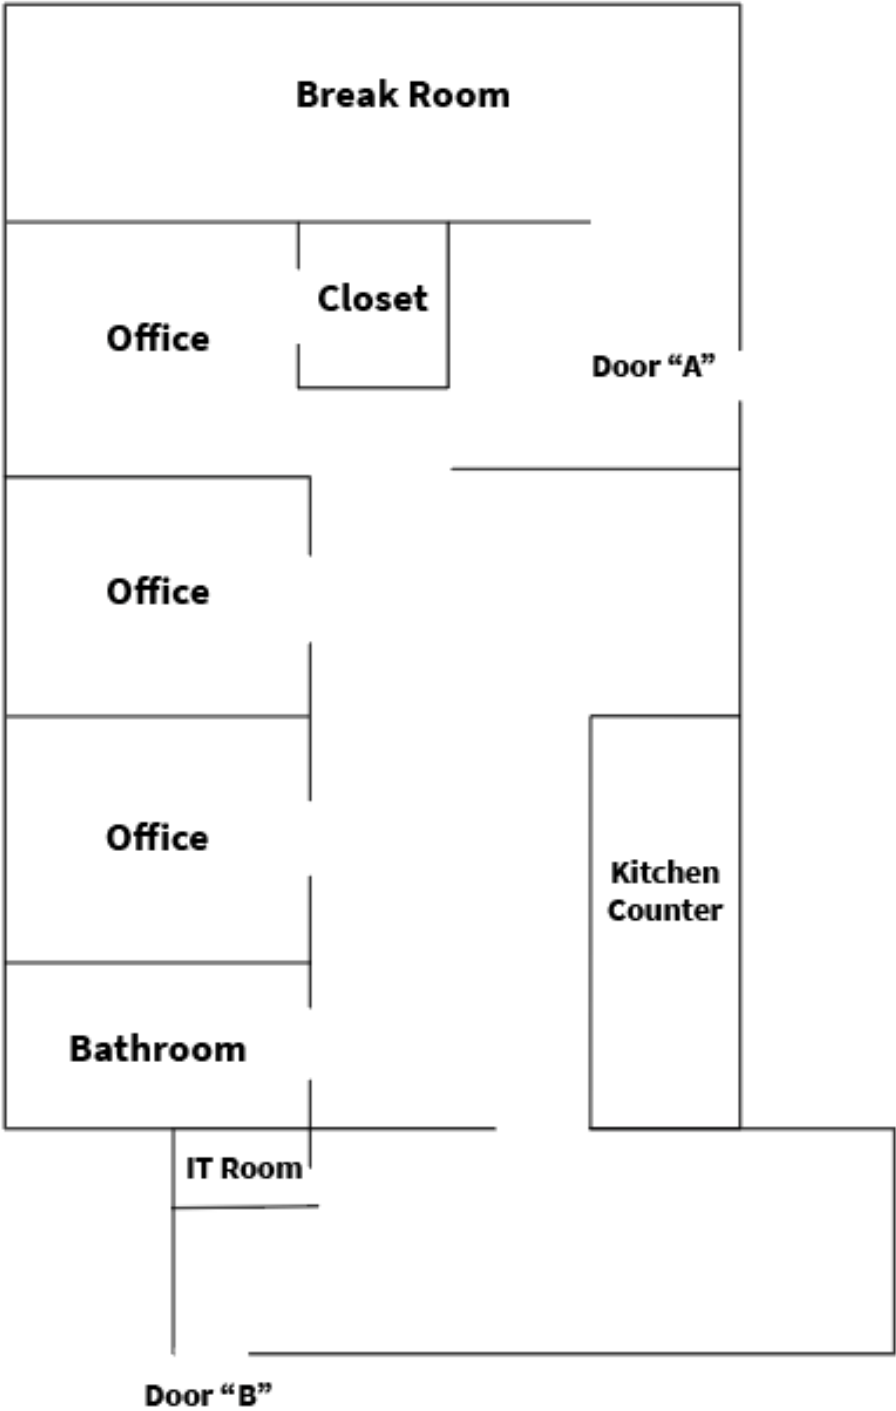 Break Room
Closet
Office
Door “A”
Office
Office
Kitchen
Counter
Bathroom
IT Room
Door “B”